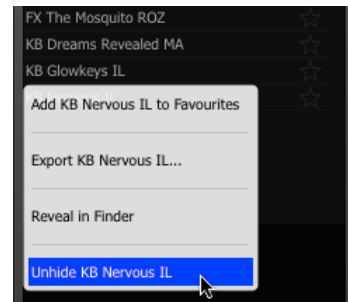 FX The Mosquito ROZ
KB Dreams Revealed MA
KB Glowkeys IL
Add KB Nervous IL to Favourites
Export KB Nervous IL...
Reveal in Finder
Unhide KB Nervous IL